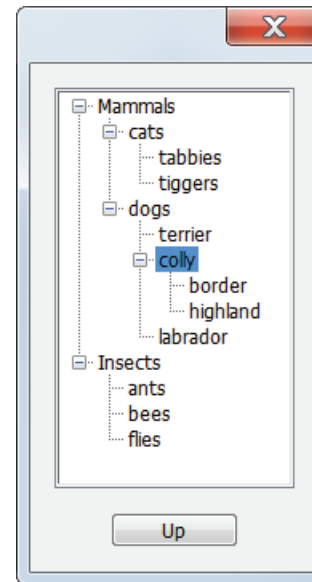 Mammals
cats
tabbies
tiggers
dogs
terrier
colly
border
highland
labrador
Insects
ants
bees
flies
Up